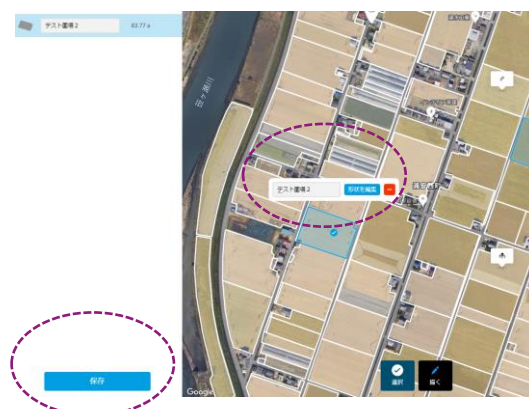 テスト圃場 2
83.77 a
テスト圃場 2
形状を編集
保存
選択
描く
Google